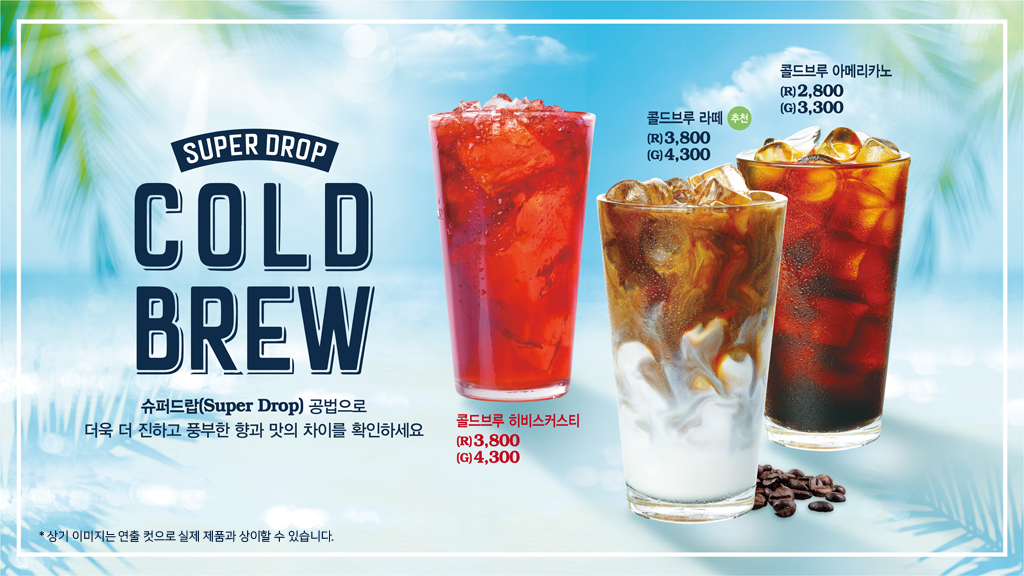 SUPER DROP
COLD
BREW
슈퍼드랍(Super Drop) 공법으로
더욱 더 진하고 풍부한 향과 맛의 차이를 확인하세요
콜드브루 히비스커스티
(R)3,800
(G)4,300
콜드브루 라떼 추천
(R)3,800
(G)4,300
콜드브루 아메리카노
(R)2,800
(G)3,300
* 상기 이미지는 연출 컷으로 실제 제품과 상이할 수 있습니다.